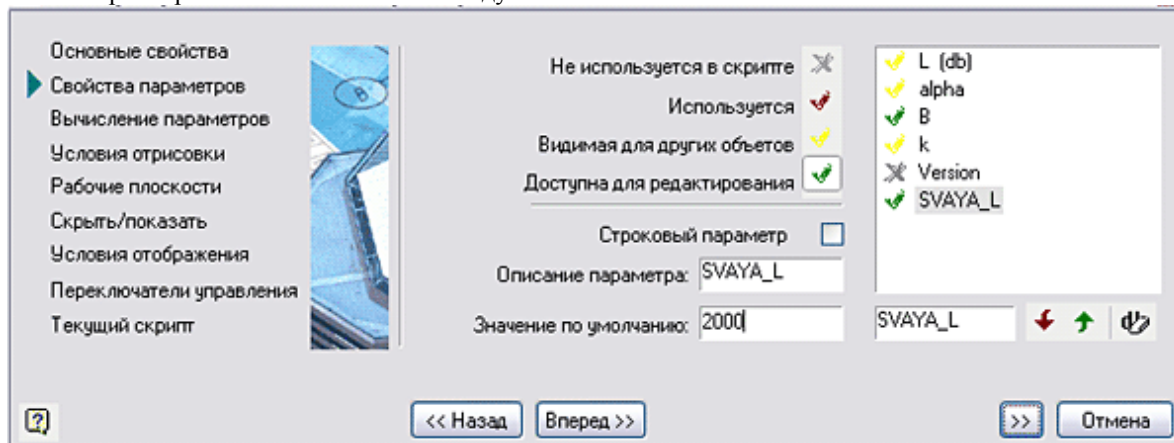 Основные свойства
Свойства параметров
Вычисление параметров
Условия отрисовки
Рабочие плоскости
Скрыть/показать
Условия отображения
Переключатели управления
Текущий скрипт
Не используется в скрипте
Используется
Видимая для других объетов
Доступна для редактирования
Строковый параметр
Описание параметра: SVAYA_L
Значение по умолчанию: 2000
L (db)
alpha
B
k
Version
SVAYA_L
SVAYA_L
<< Назад
Вперед >>
>>
Отмена